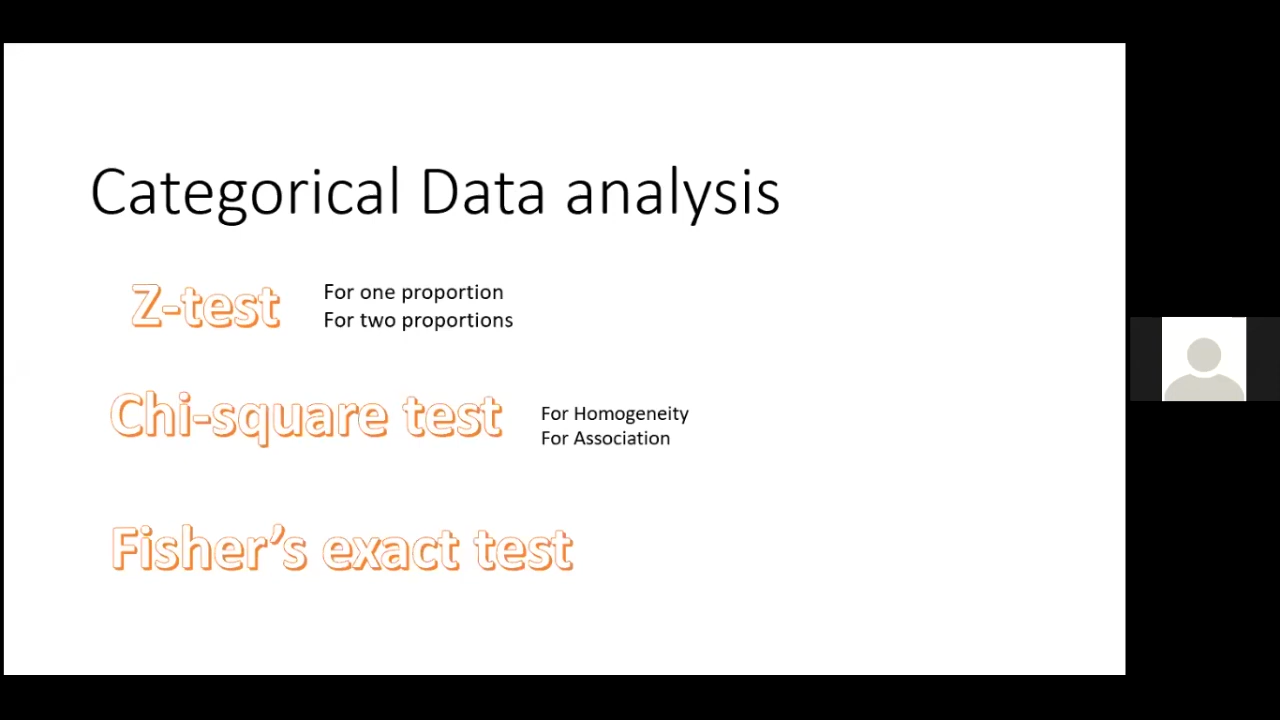 Categorical Data analysis
Z-test
For one proportion
For two proportions
Chi-square test
For Homogeneity
For Association
Fisher’s exact test